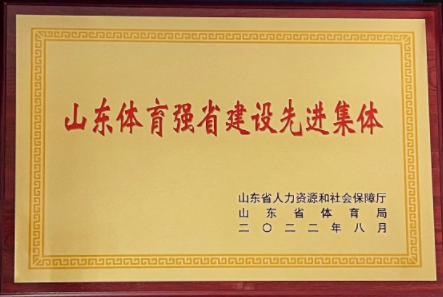 山东体育强省建设先进集体
山东省人力资源和社会保障厅
山东省体育局
二〇二二年八月